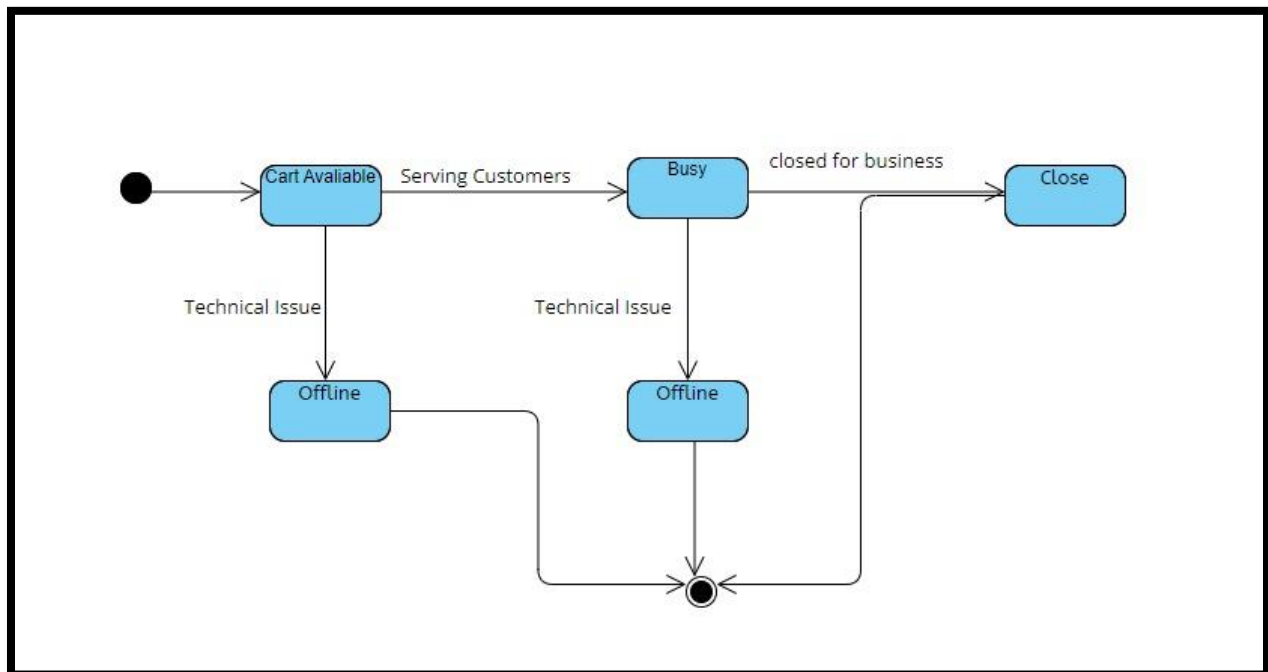 Cart Avaliable
Serving Customers
Busy
closed for business
Close
Technical Issue
Technical Issue
Offline
Offline